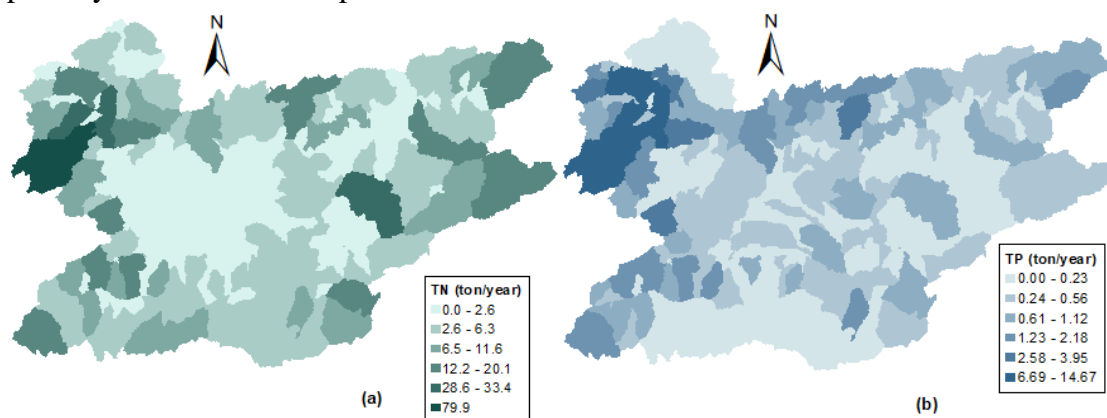 N
N
TN (ton/year)
0.0 - 2.6
2.6 - 6.3
6.5 - 11.6
12.2 - 20.1
28.6 - 33.4
79.9
(a)
TP (ton/year)
0.00 - 0.23
0.24 - 0.56
0.61 - 1.12
1.23 - 2.18
2.58 - 3.95
6.69 - 14.67
(b)